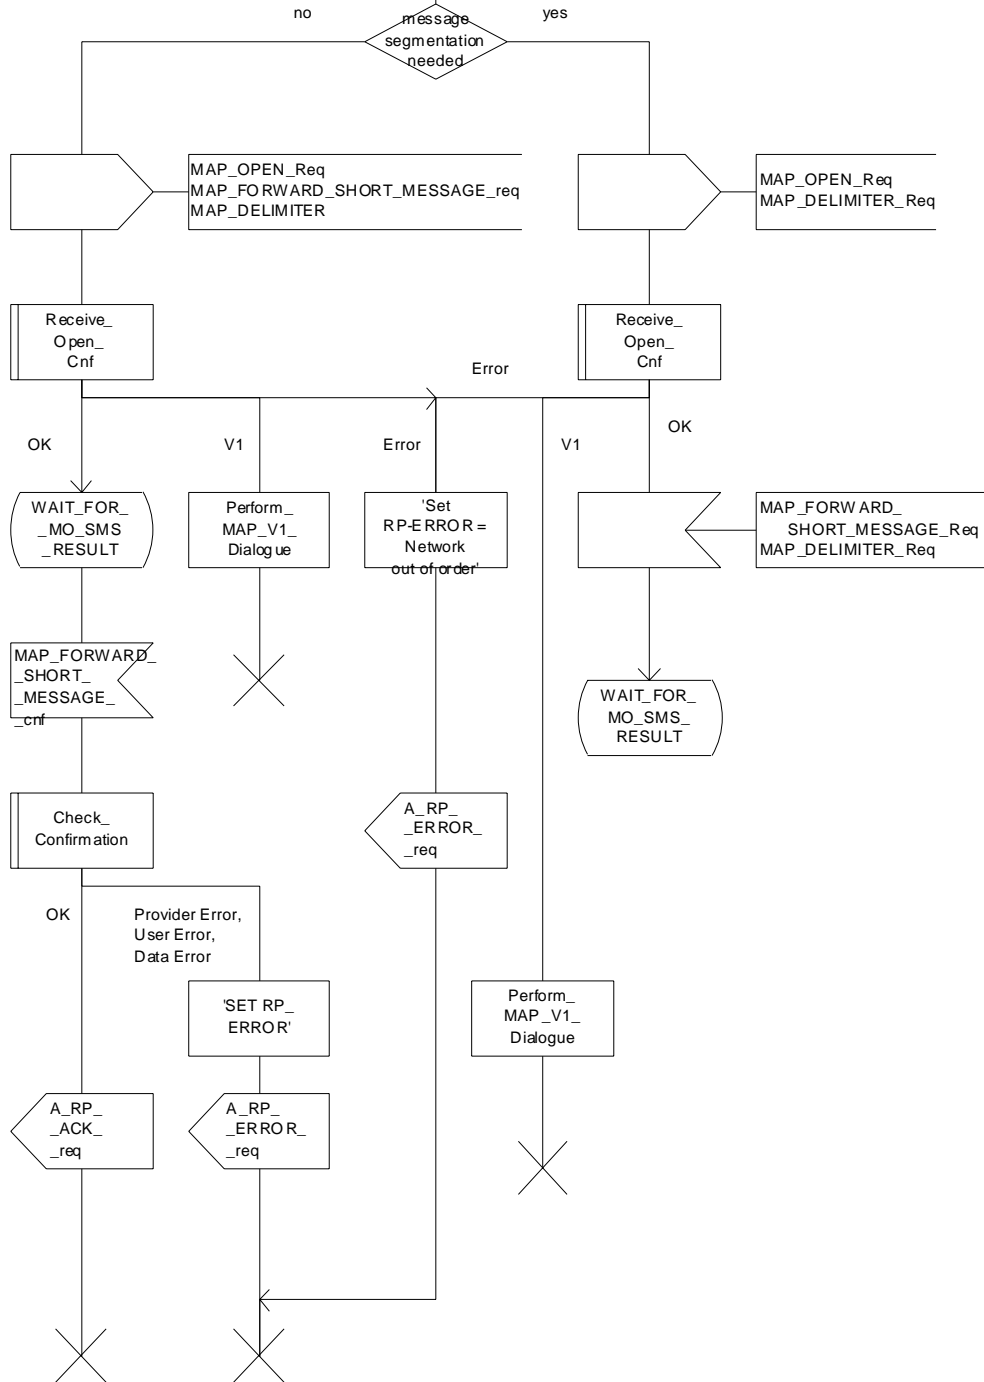 no
message
segmentation
needed
yes
MAP_OPEN_Req
MAP_FORWARD_SHORT_MESSAGE_req
MAP_DELIMITER
MAP_OPEN_Req
MAP_DELIMITER_Req
Receive_
Open_
Cnf
Receive_
Open_
Cnf
Error
OK
V1
Error
V1
OK
WAIT_FOR_
_MO_SMS
_RESULT
Perform_
MAP_V1_
Dialogue
'Set
RP-ERROR =
Network
out of order'
MAP_FORWARD_
SHORT_MESSAGE_Req
MAP_DELIMITER_Req
MAP_FORWARD_
_SHORT_
_MESSAGE_
_cnf
WAIT_FOR_
MO_SMS_
RESULT
Check_
Confirmation
A_RP_
_ERROR_
_req
OK
Provider Error,
User Error,
Data Error
'SET RP_
ERROR'
Perform_
MAP_V1_
Dialogue
A_RP_
_ACK_
_req
A_RP_
_ERROR_
_req